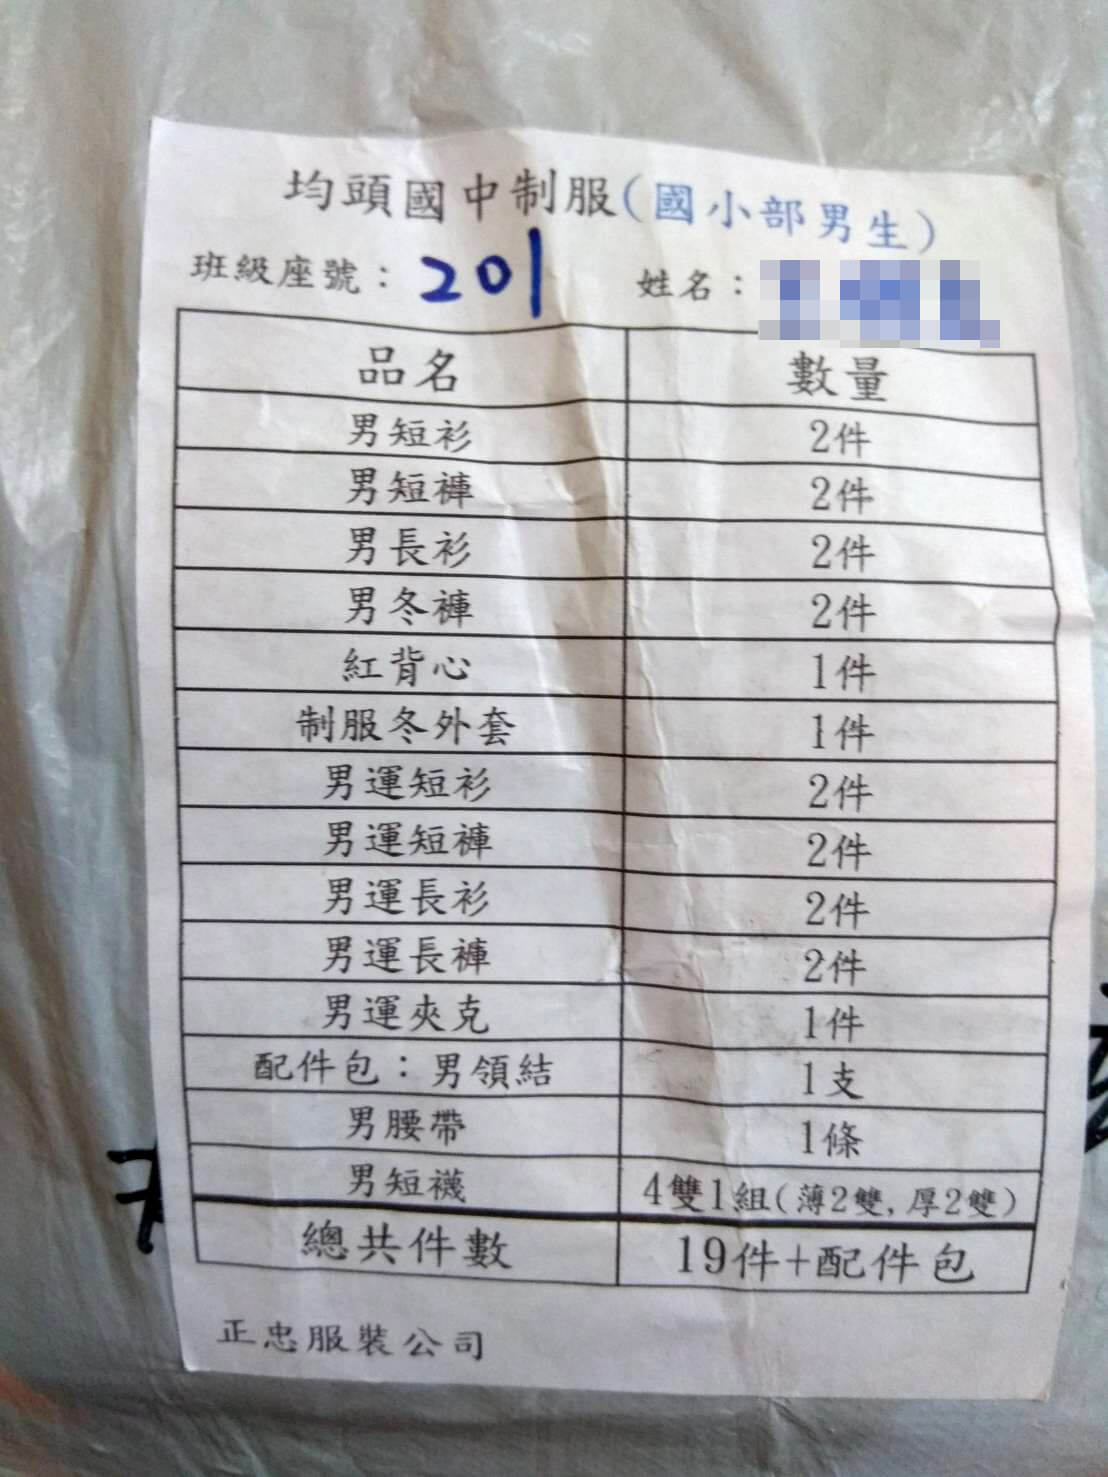 均頭國中制服(國小部男生)
班級座號：201 姓名：
品名 數量
男短衫 2件
男短褲 2件
男長衫 2件
男冬褲 2件
紅背心 1件
制服冬外套 1件
男運短衫 2件
男運短褲 2件
男運長衫 2件
男運長褲 2件
男運夾克 1件
配件包：男領結 1支
男腰帶 1條
男短襪 4雙1組(薄2雙,厚2雙)
總共件數 19件+配件包
正忠服裝公司